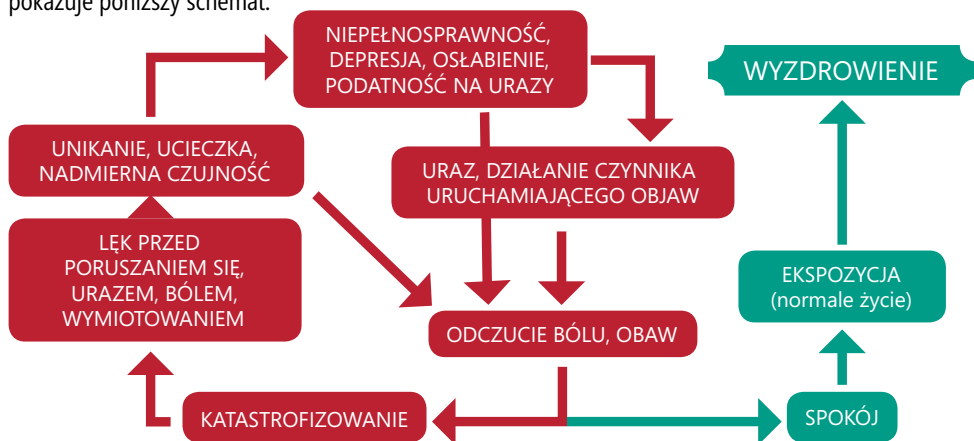 pokazuje poniższy schemat.
NIEPEŁNOSPRAWNOŚĆ,
DEPRESJA, OSŁABIENIE,
PODATNOŚĆ NA URAZY
WYZDROWIENIE
UNIKANIE, UCIECZKA,
NADMIERNA CZUJNOŚĆ
URAZ, DZIAŁANIE CZYNNIKA
URUCHAMIAJĄCEGO OBJAW
LĘK PRZED
PORUSZANIEM SIĘ,
URAZEM, BÓLEM,
WYMIOTOWANIEM
EKSPOZYCJA
(normale życie)
ODCZUCIE BÓLU, OBAW
KATASTROFIZOWANIE
SPOKÓJ